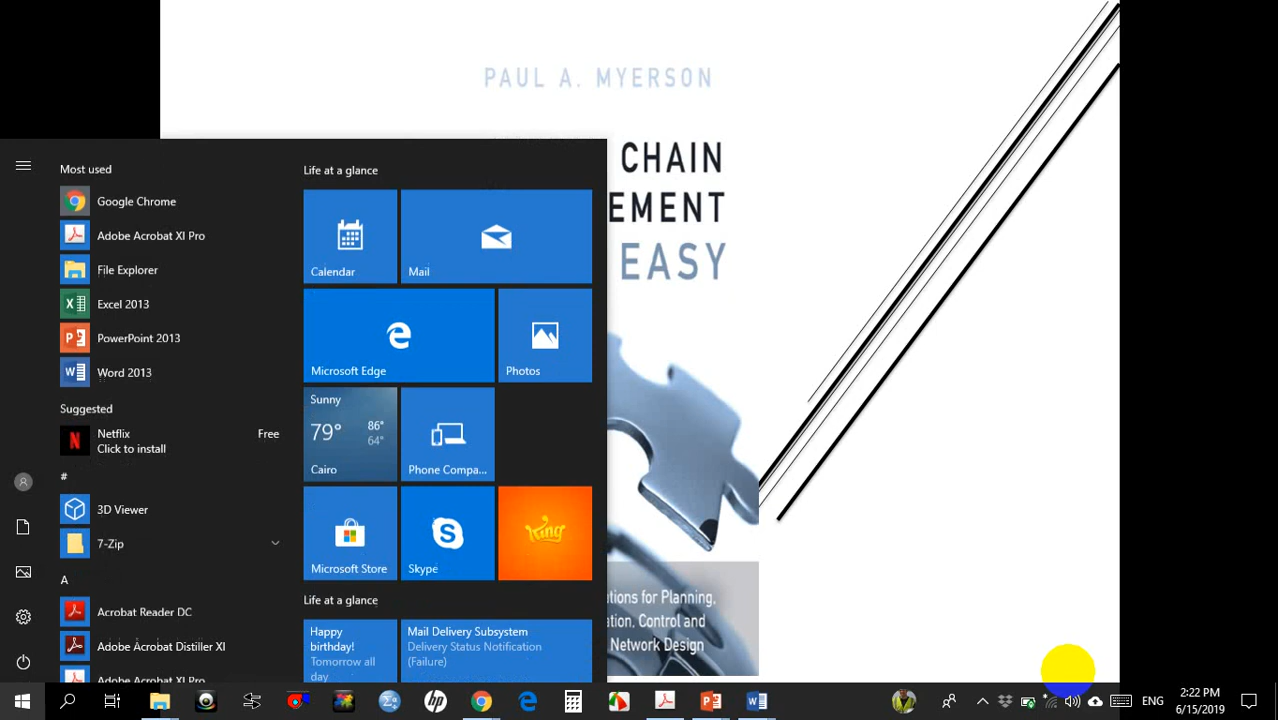 PAUL A. MYERSON
CHAIN
EMENT
EASY
Most used
Google Chrome
Adobe Acrobat XI Pro
File Explorer
Excel 2013
PowerPoint 2013
Word 2013
Suggested
Netflix
Free
Click to install
#
3D Viewer
7-Zip
A
Acrobat Reader DC
Adobe Acrobat Distiller XI
Adobe Acrobat XI Pro
Life at a glance
Calendar
Mail
Microsoft Edge
Photos
Sunny
79° 86°
64°
Cairo
Phone Compa...
Microsoft Store
Skype
King
Life at a glance
Happy
birthday!
Tomorrow all
day
Mail Delivery Subsystem
Delivery Status Notification
(Failure)
tions for Planning,
ation, Control and
Network Design
ENG
2:22 PM
6/15/2019